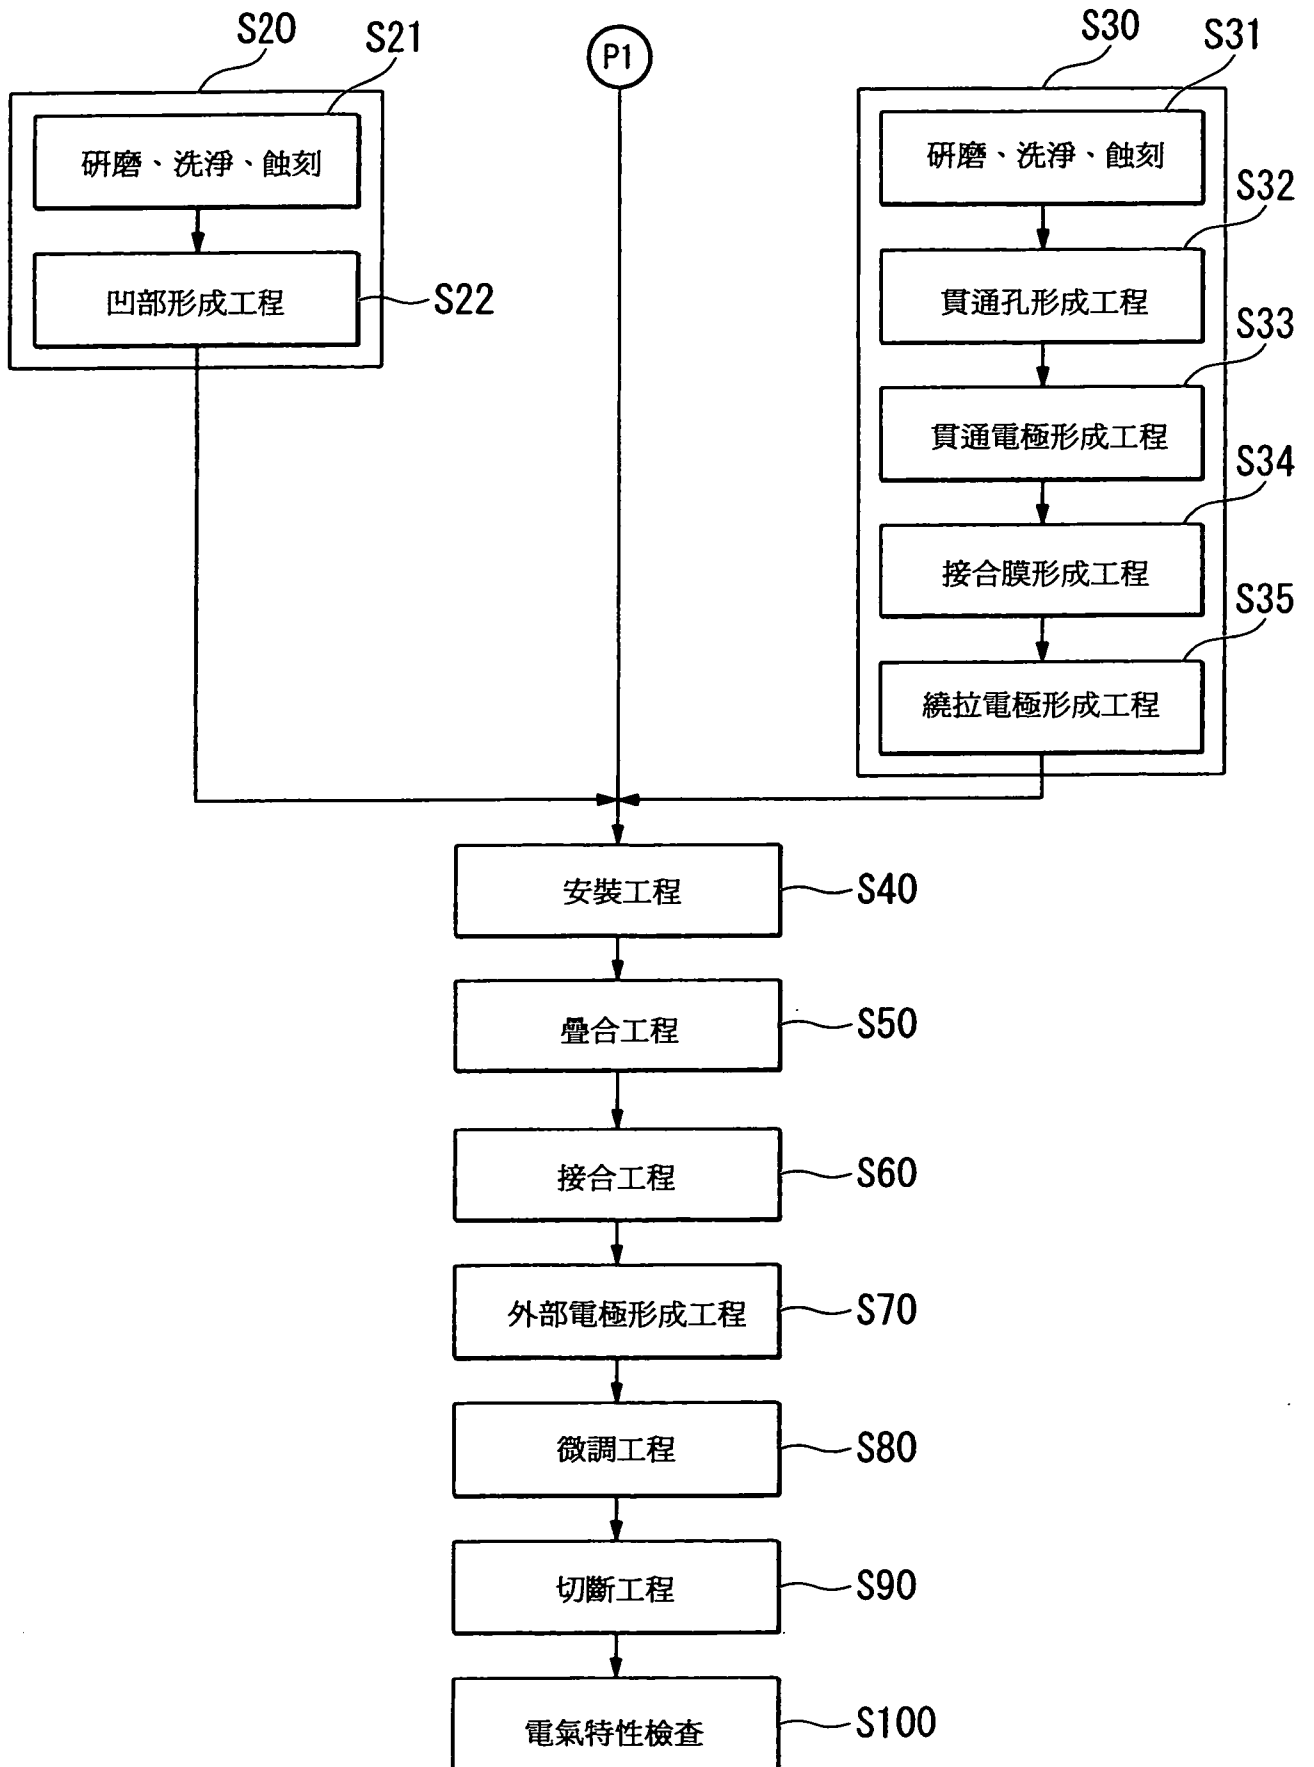 S20
S21
研磨、洗淨、蝕刻
凹部形成工程
S22
P1
S30
S31
研磨、洗淨、蝕刻
S32
貫通孔形成工程
S33
貫通電極形成工程
S34
接合膜形成工程
S35
繞拉電極形成工程
安裝工程
S40
疊合工程
S50
接合工程
S60
外部電極形成工程
S70
微調工程
S80
切斷工程
S90
電氣特性檢查
S100